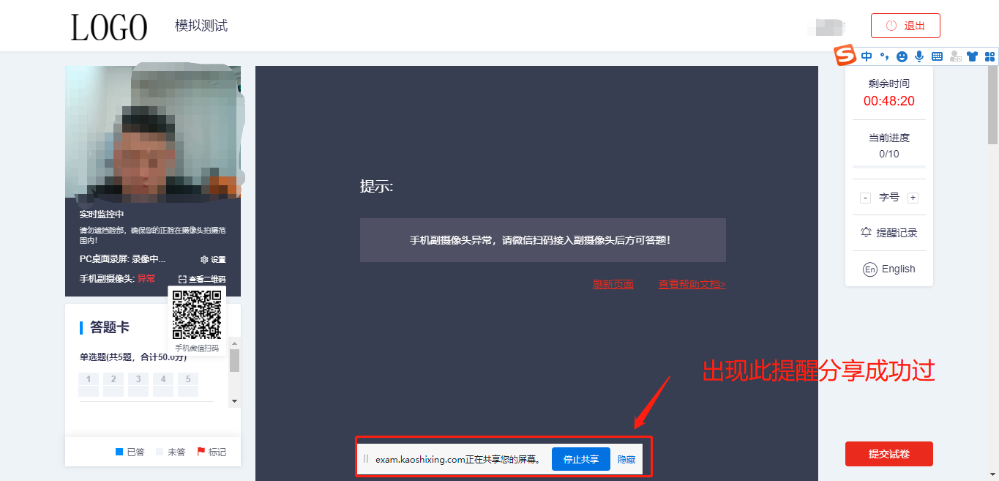 LOGO
模拟测试
退出
中
实时监控中
请勿遮挡脸部，确保您的正脸在摄像头拍摄范
围内！
PC桌面录屏: 录像中...
设置
手机副摄像头: 异常
查看二维码
手机微信扫码
答题卡
单选题(共5题，合计50.0分)
1 2 3 4 5
已答
未答
标记
提示:
手机副摄像头异常，请微信扫码接入副摄像头后方可答题！
刷新页面
查看帮助文档>
出现此提醒分享成功过
exam.kaoshixing.com正在共享您的屏幕。
停止共享
隐藏
剩余时间
00:48:20
当前进度
0/10
- 字号 +
提醒记录
En English
提交试卷